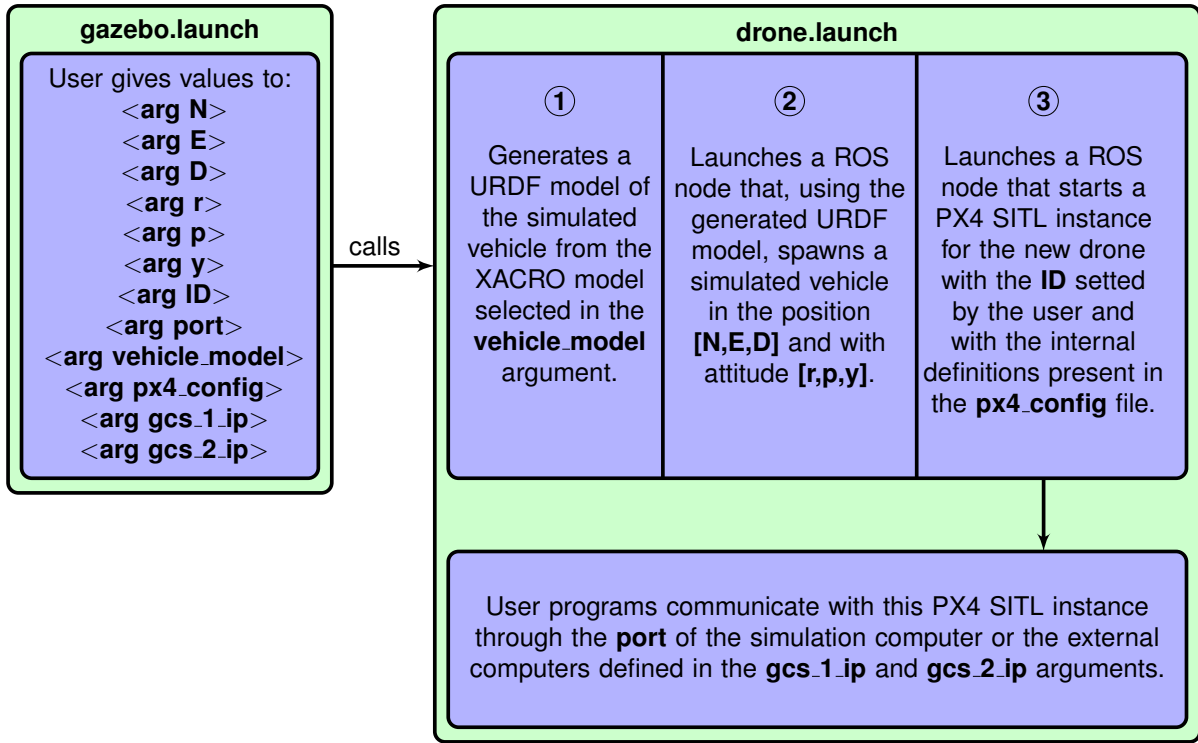 gazebo.launch
User gives values to:
<arg N>
<arg E>
<arg D>
<arg r>
<arg p>
<arg y>
<arg ID>
<arg port>
<arg vehicle_model>
<arg px4_config>
<arg gcs_1_ip>
<arg gcs_2_ip>
calls
drone.launch
1
Generates a
URDF model of
the simulated
vehicle from the
XACRO model
selected in the
vehicle_model
argument.
2
Launches a ROS
node that, using the
generated URDF
model, spawns a
simulated vehicle
in the position
[N,E,D] and with
attitude [r,p,y].
3
Launches a ROS
node that starts a
PX4 SITL instance
for the new drone
with the ID setted
by the user and
with the internal
definitions present in
the px4_config file.
User programs communicate with this PX4 SITL instance
through the port of the simulation computer or the external
computers defined in the gcs_1_ip and gcs_2_ip arguments.